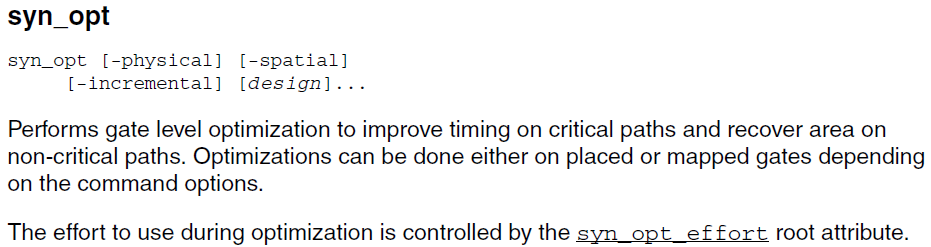 syn_opt
syn_opt [-physical] [-spatial]
[-incremental] [design]...
Performs gate level optimization to improve timing on critical paths and recover area on
non-critical paths. Optimizations can be done either on placed or mapped gates depending
on the command options.
The effort to use during optimization is controlled by the syn_opt_effort root attribute.